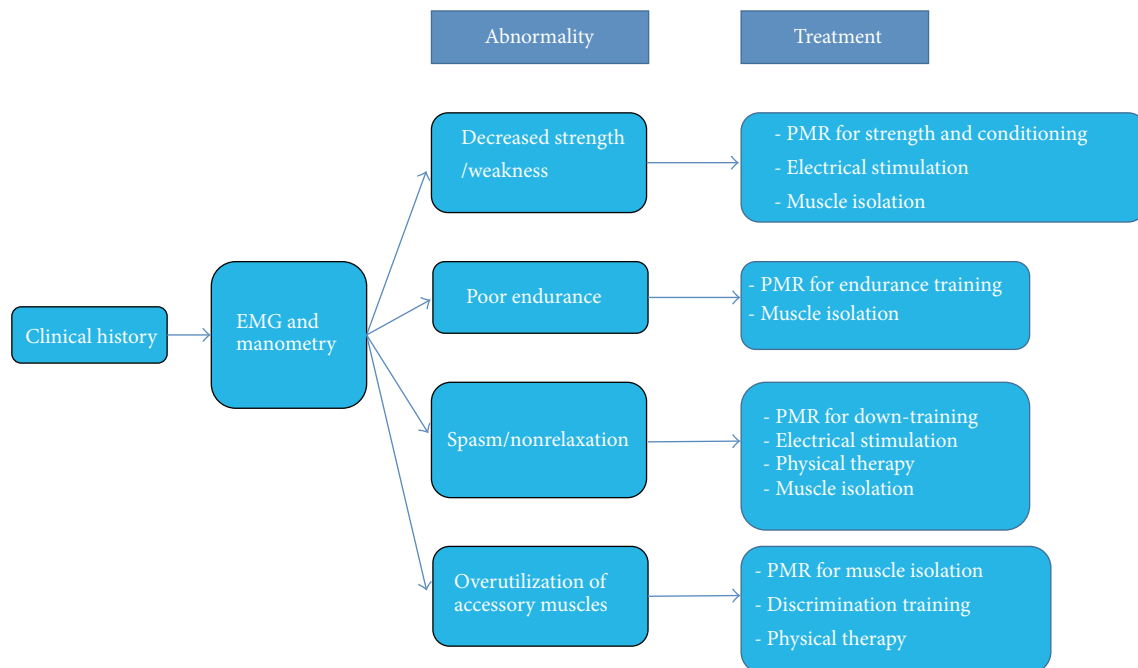 Abnormality
Treatment
Clinical history
EMG and
manometry
Decreased strength
/weakness
- PMR for strength and conditioning
- Electrical stimulation
- Muscle isolation
Poor endurance
- PMR for endurance training
- Muscle isolation
Spasm/nonrelaxation
- PMR for down-training
- Electrical stimulation
- Physical therapy
- Muscle isolation
Overutilization of
accessory muscles
- PMR for muscle isolation
- Discrimination training
- Physical therapy